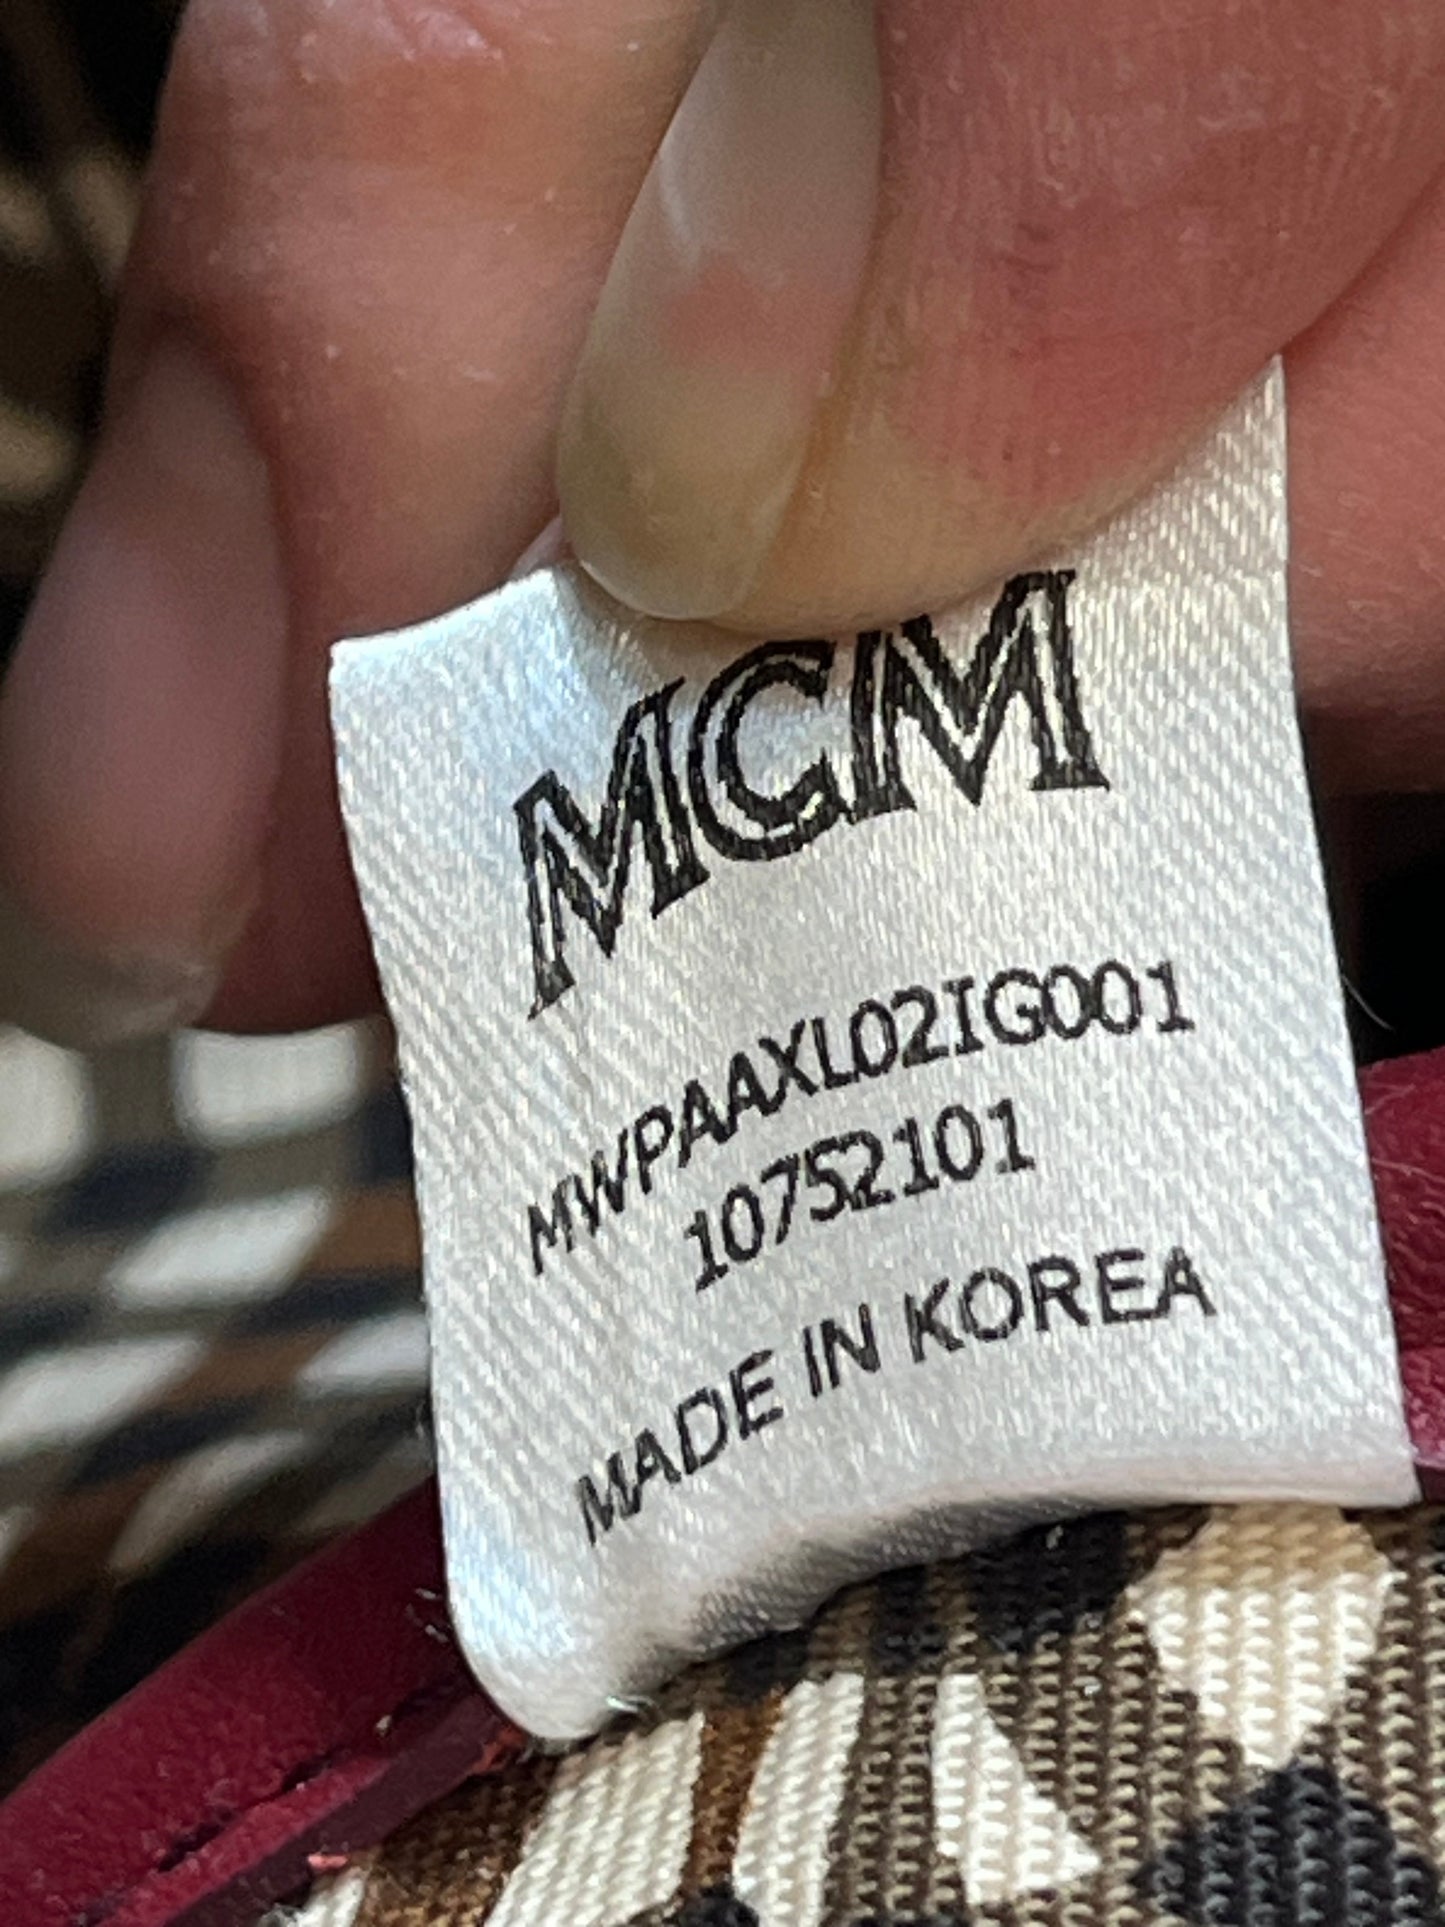 MCM
MWPAAXL02IG001
10752101
MADE IN KOREA